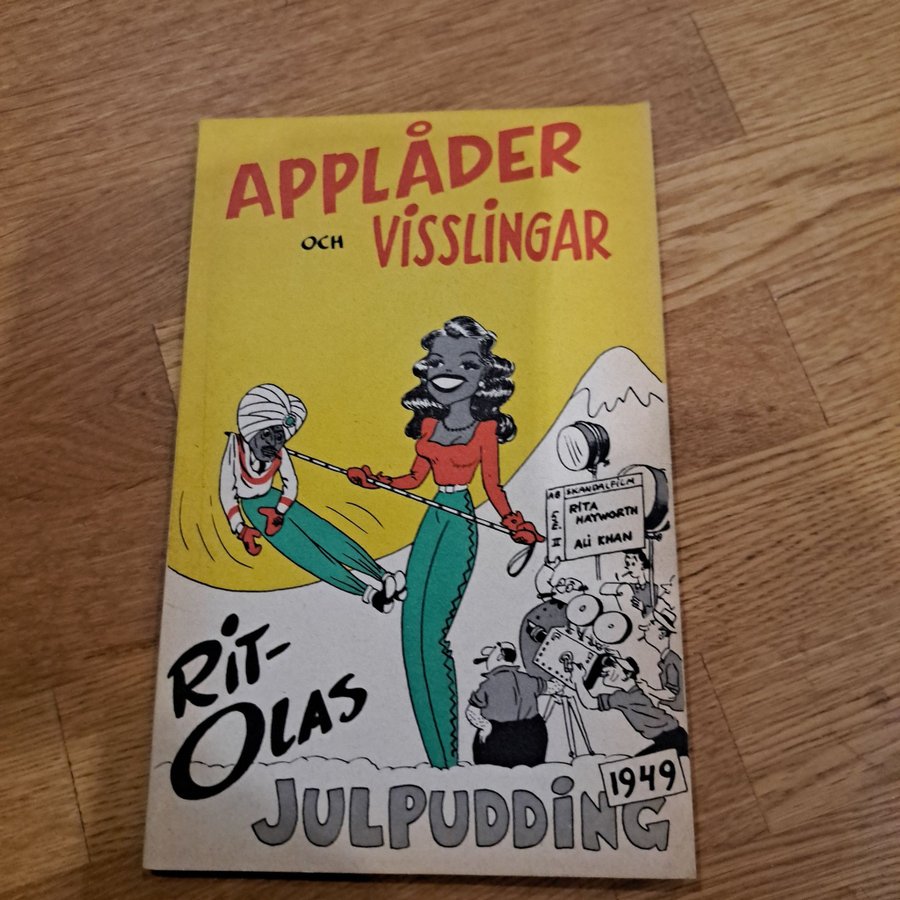 APPLÅDER
OCH VISSLINGAR
AB SKANDALFILM
RITA
HAYWORTH
ALI KHAN
RIT-
OLAS
1949
JULPUDDING